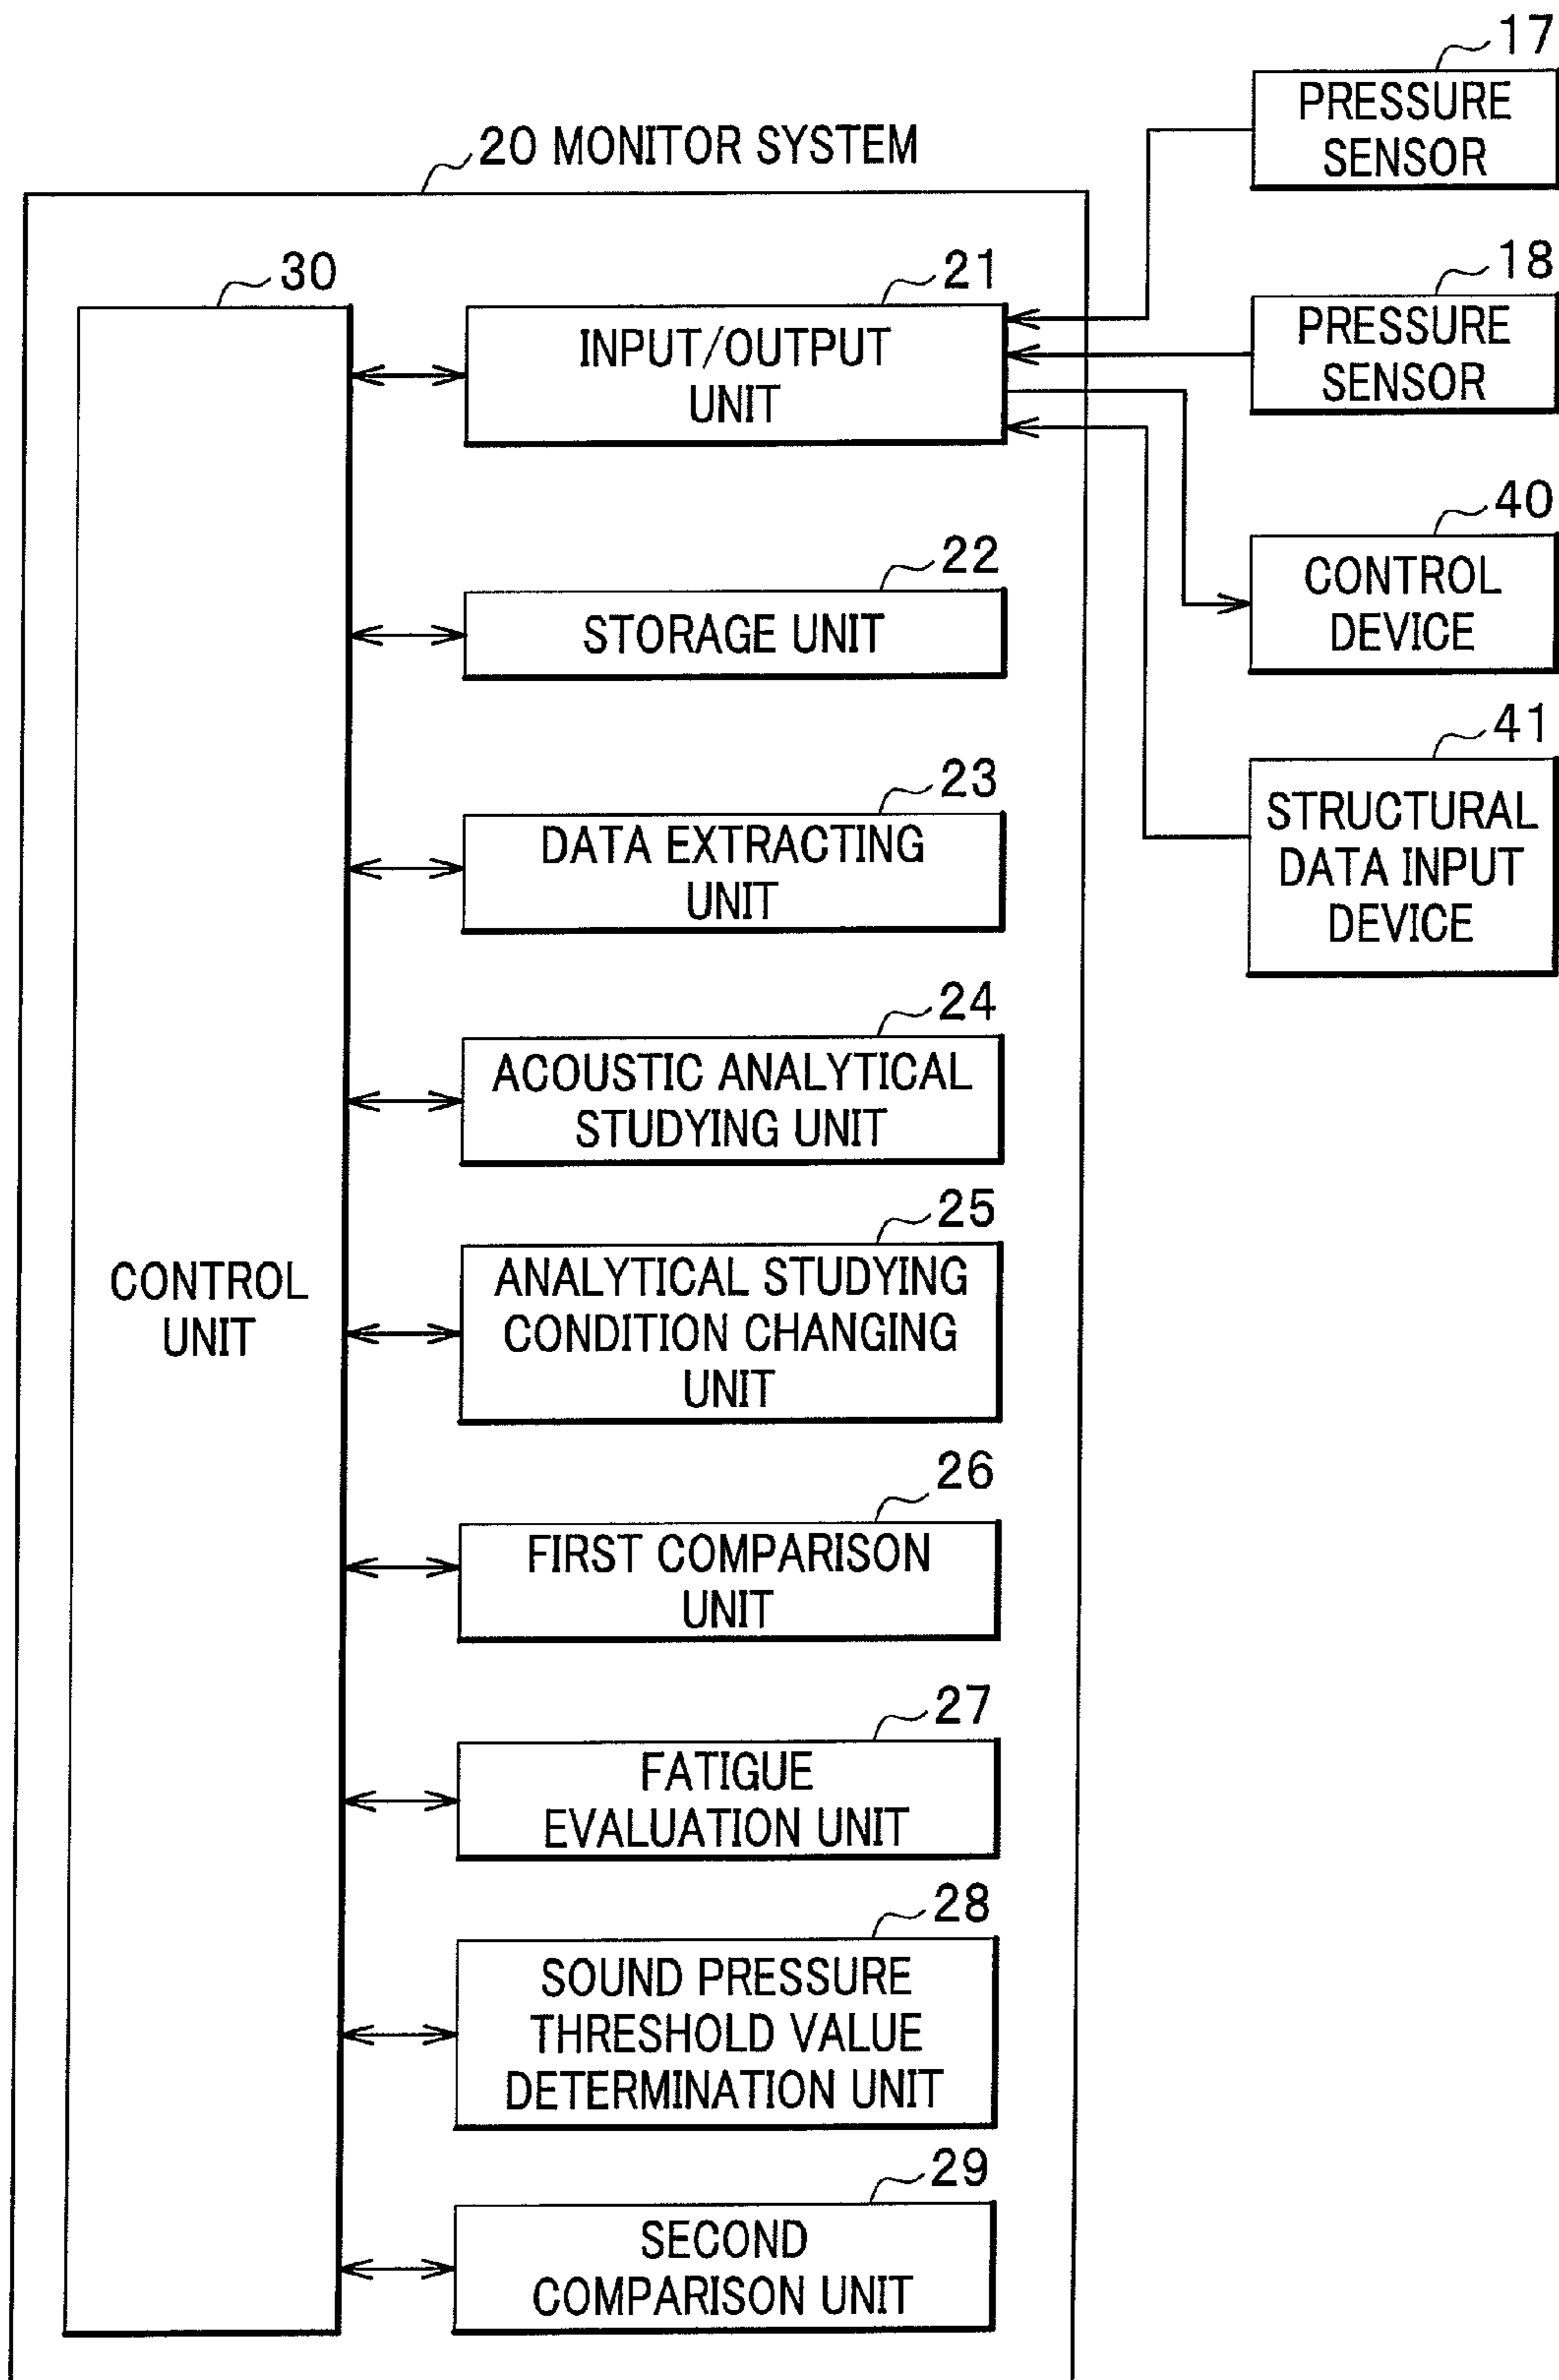 17
PRESSURE
SENSOR
20 MONITOR SYSTEM
18
PRESSURE
SENSOR
30
21
INPUT/OUTPUT
UNIT
40
CONTROL
DEVICE
22
STORAGE UNIT
41
STRUCTURAL
DATA INPUT
DEVICE
23
DATA EXTRACTING
UNIT
24
ACOUSTIC ANALYTICAL
STUDYING UNIT
CONTROL
UNIT
25
ANALYTICAL STUDYING
CONDITION CHANGING
UNIT
26
FIRST COMPARISON
UNIT
27
FATIGUE
EVALUATION UNIT
28
SOUND PRESSURE
THRESHOLD VALUE
DETERMINATION UNIT
29
SECOND
COMPARISON UNIT